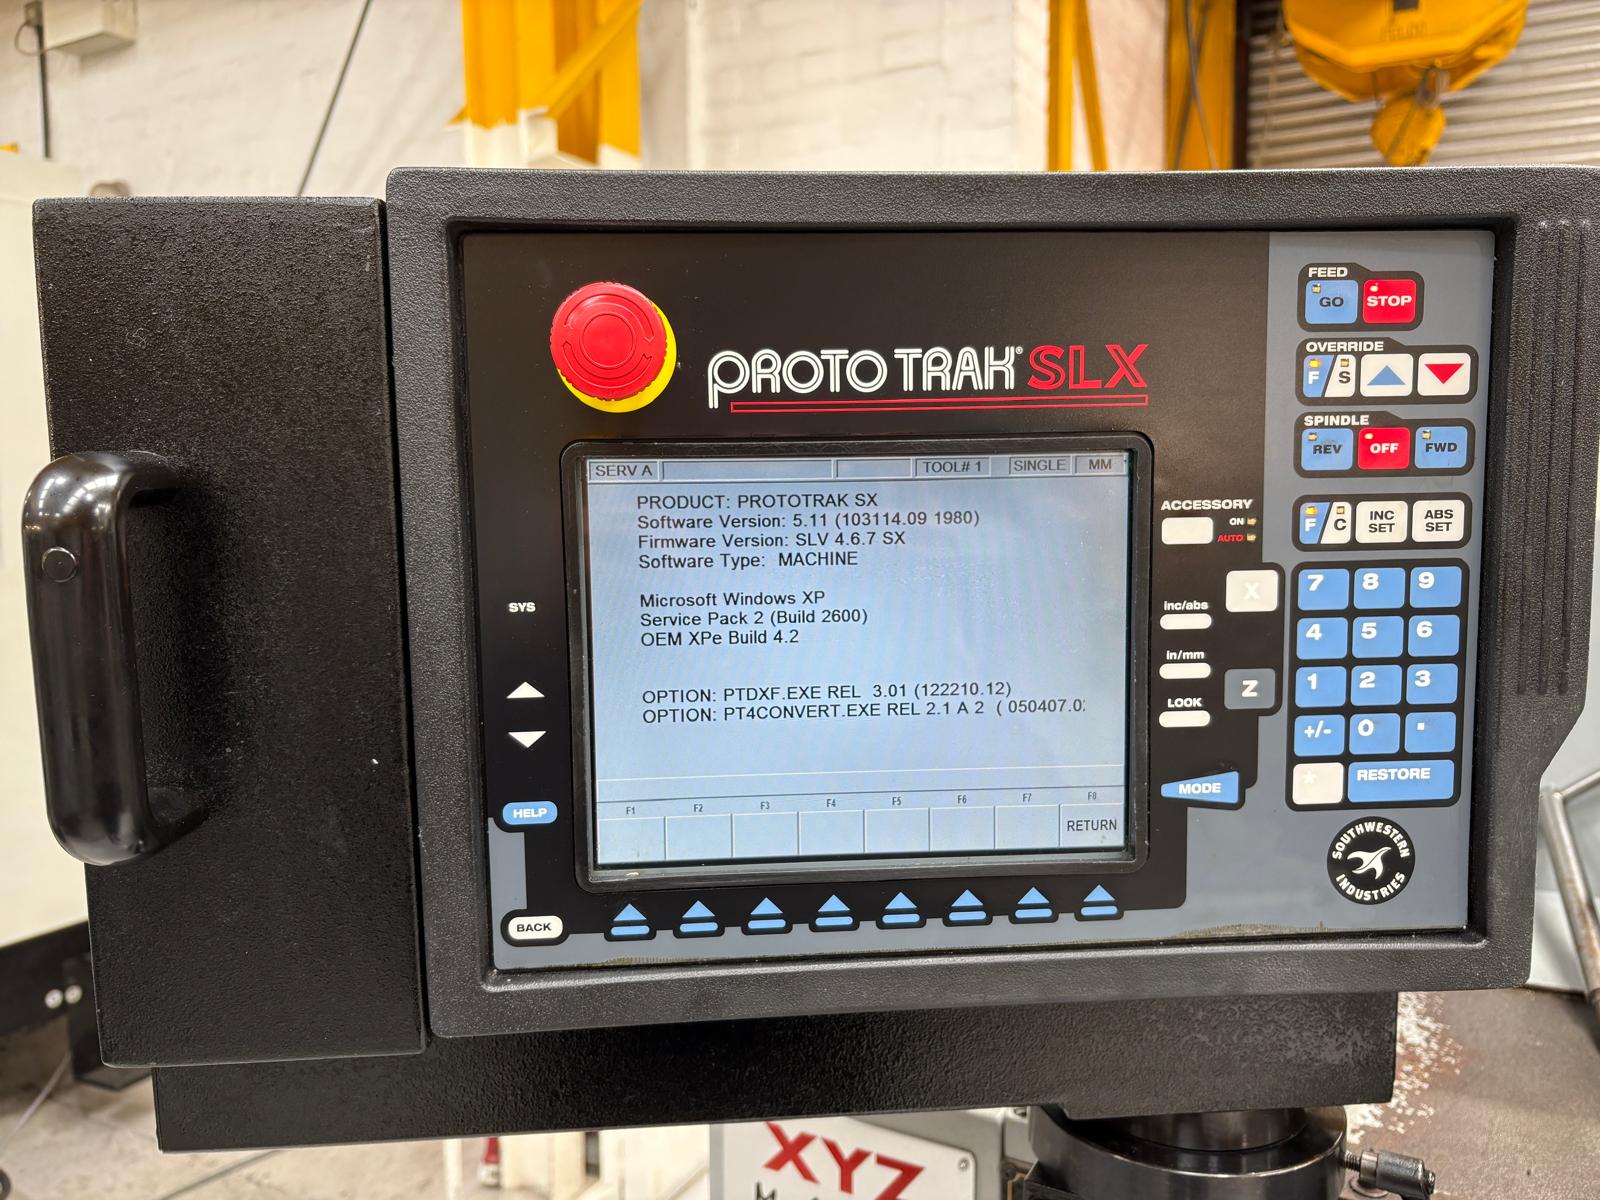 PROTO TRAK® SLX
SERV A TOOL# 1 SINGLE MM
PRODUCT: PROTOTRAK SX
Software Version: 5.11 (103114.09 1980)
Firmware Version: SLV 4.6.7 SX
Software Type: MACHINE
Microsoft Windows XP
Service Pack 2 (Build 2600)
OEM XPe Build 4.2
OPTION: PTDXF.EXE REL 3.01 (122210.12)
OPTION: PT4CONVERT.EXE REL 2.1 A 2 ( 050407.0
F1 F2 F3 F4 F5 F6 F7 F8
RETURN
SYS
HELP
BACK
FEED
GO STOP
OVERRIDE
F/S
SPINDLE
REV OFF FWD
ACCESSORY
ON
AUTO
F/C INC SET ABS SET
inc/abs
in/mm
LOOK
MODE
X
Z
7 8 9
4 5 6
1 2 3
+/- 0 .
* RESTORE
SOUTHWESTERN
INDUSTRIES
XYZ